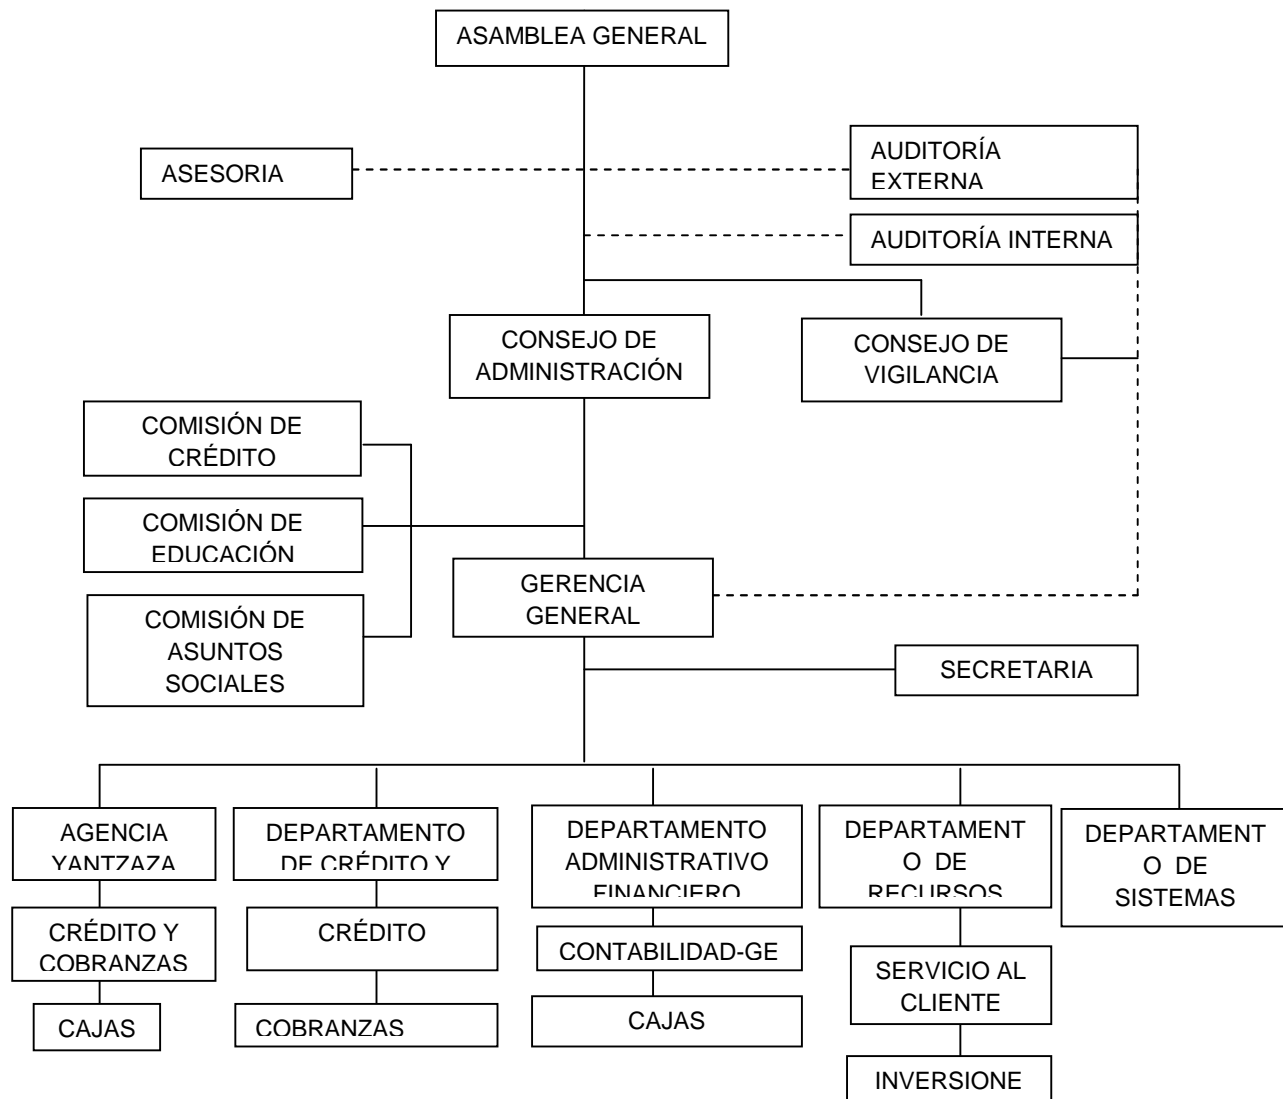 ASAMBLEA GENERAL
ASESORIA
AUDITORÍA
EXTERNA
AUDITORÍA INTERNA
CONSEJO DE
ADMINISTRACIÓN
CONSEJO DE
VIGILANCIA
COMISIÓN DE
CRÉDITO
COMISIÓN DE
EDUCACIÓN
GERENCIA
GENERAL
COMISIÓN DE
ASUNTOS
SOCIALES
SECRETARIA
AGENCIA
YANTZAZA
DEPARTAMENTO
DE CRÉDITO Y
DEPARTAMENTO
ADMINISTRATIVO
FINANCIERO
DEPARTAMENT
O DE
RECURSOS
DEPARTAMENT
O DE
SISTEMAS
CRÉDITO Y
COBRANZAS
CRÉDITO
CONTABILIDAD-GE
SERVICIO AL
CLIENTE
CAJAS
COBRANZAS
CAJAS
INVERSIONE